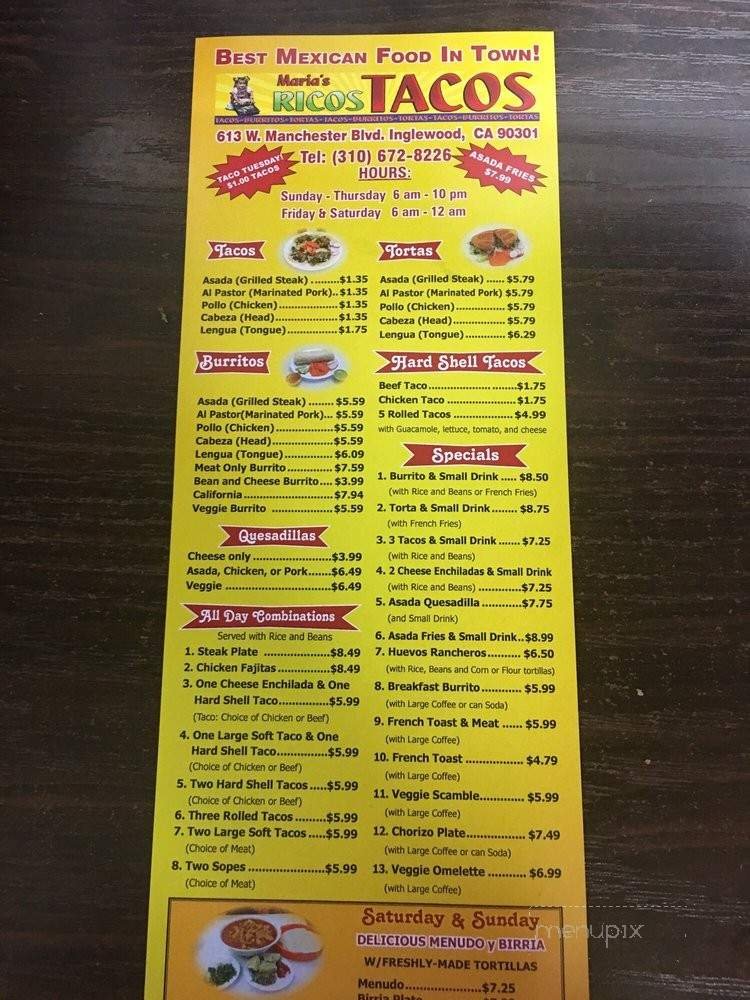 BEST MEXICAN FOOD IN TOWN!
Maria's
RICOS TACOS
TACOS-BURRITOS-TORTAS-TACOS-BURRITOS-TORTAS-TACOS-BURRITOS-TORTAS
613 W. Manchester Blvd. Inglewood, CA 90301
TACO TUESDAY!
$1.00 TACOS
Tel: (310) 672-8226
HOURS:
ASADA FRIES
$7.99
Sunday - Thursday 6 am - 10 pm
Friday & Saturday 6 am - 12 am
Tacos
Asada (Grilled Steak) .........$1.35
Al Pastor (Marinated Pork)..$1.35
Pollo (Chicken)..................$1.35
Cabeza (Head)...................$1.35
Lengua (Tongue)...............$1.75
Burritos
Asada (Grilled Steak) ........ $5.59
Al Pastor(Marinated Pork)... $5.59
Pollo (Chicken)..................$5.59
Cabeza (Head)...................$5.59
Lengua (Tongue)...............$6.09
Meat Only Burrito..............$7.59
Bean and Cheese Burrito.... $3.99
California...........................$7.94
Veggie Burrito ..................$5.59
Quesadillas
Cheese only ........................$3.99
Asada, Chicken, or Pork.......$6.49
Veggie ................................$6.49
All Day Combinations
Served with Rice and Beans
1. Steak Plate ....................$8.49
2. Chicken Fajitas................$8.49
3. One Cheese Enchilada & One
Hard Shell Taco...............$5.99
(Taco: Choice of Chicken or Beef)
4. One Large Soft Taco & One
Hard Shell Taco...............$5.99
(Choice of Chicken or Beef)
5. Two Hard Shell Tacos .....$5.99
(Choice of Chicken or Beef)
6. Three Rolled Tacos .........$5.99
7. Two Large Soft Tacos .....$5.99
(Choice of Meat)
8. Two Sopes .......................$5.99
(Choice of Meat)
Tortas
Asada (Grilled Steak) ...... $5.79
Al Pastor (Marinated Pork) $5.79
Pollo (Chicken)................$5.79
Cabeza (Head)................. $5.79
Lengua (Tongue)............. $6.29
Hard Shell Tacos
Beef Taco...........................$1.75
Chicken Taco .....................$1.75
5 Rolled Tacos ..................$4.99
with Guacamole, lettuce, tomato, and cheese
Specials
1. Burrito & Small Drink ..... $8.50
(with Rice and Beans or French Fries)
2. Torta & Small Drink........ $8.75
(with French Fries)
3. 3 Tacos & Small Drink....... $7.25
(with Rice and Beans)
4. 2 Cheese Enchiladas & Small Drink
(with Rice and Beans) .............$7.25
5. Asada Quesadilla ............$7.75
(and Small Drink)
6. Asada Fries & Small Drink..$8.99
7. Huevos Rancheros.......... $6.50
(with Rice, Beans and Corn or Flour tortillas)
8. Breakfast Burrito............ $5.99
(with Large Coffee or can Soda)
9. French Toast & Meat ...... $5.99
(with Large Coffee)
10. French Toast ................. $4.79
(with Large Coffee)
11. Veggie Scamble............. $5.99
(with Large Coffee)
12. Chorizo Plate..................$7.49
(with Large Coffee or can Soda)
13. Veggie Omelette ........... $6.99
(with Large Coffee)
Saturday & Sunday
DELICIOUS MENUDO y BIRRIA
W/FRESHLY-MADE TORTILLAS
Menudo.......................$7.25
Birria Plate
menupix